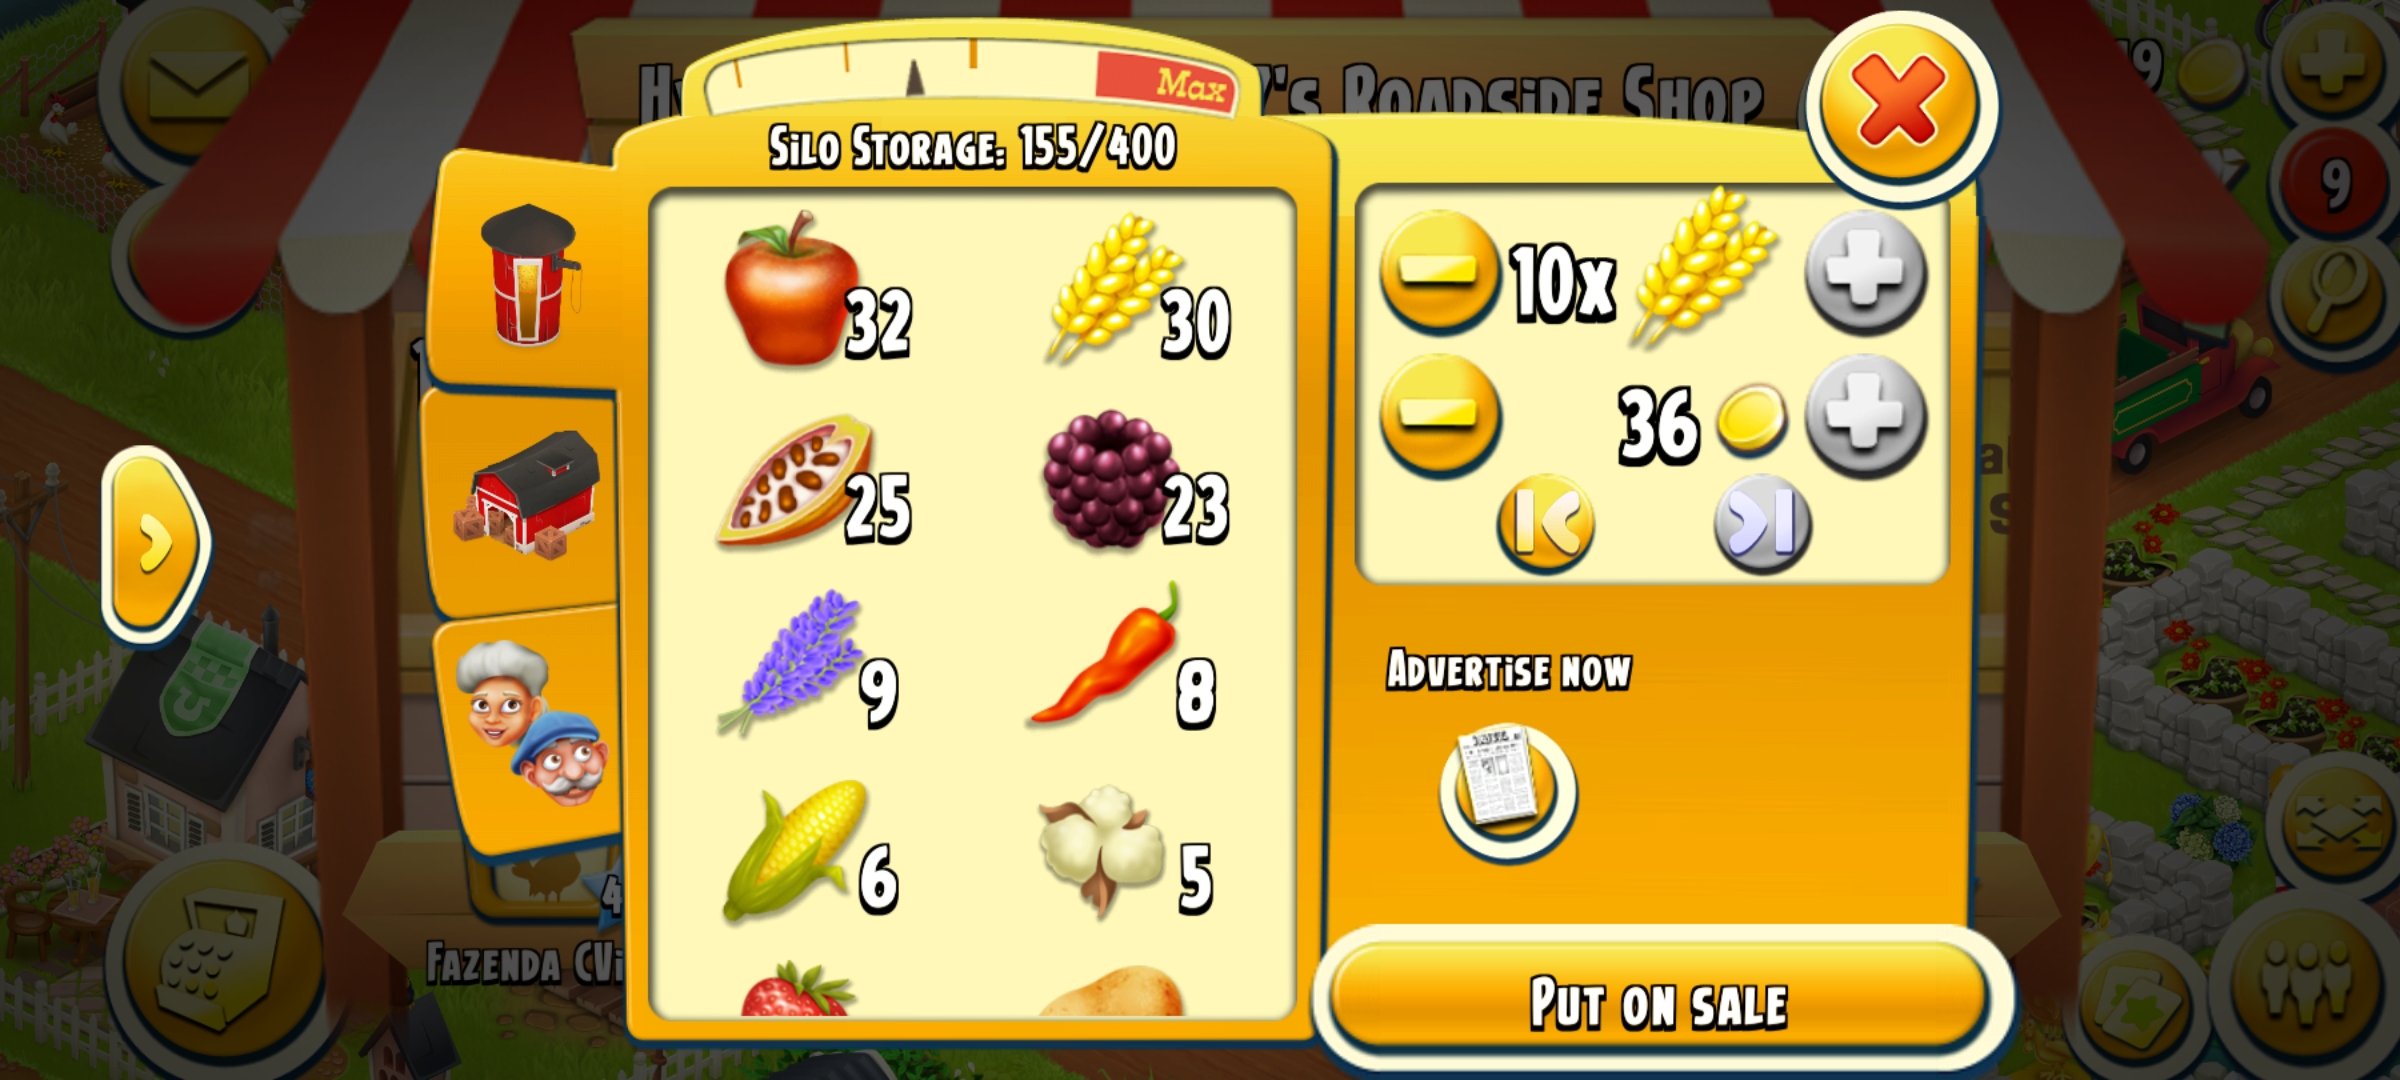 Max
's Roadside Shop
Silo Storage: 155/400
9
32
30
10x
36
25
23
Advertise now
9
8
6
5
Fazenda CVi
Put on sale